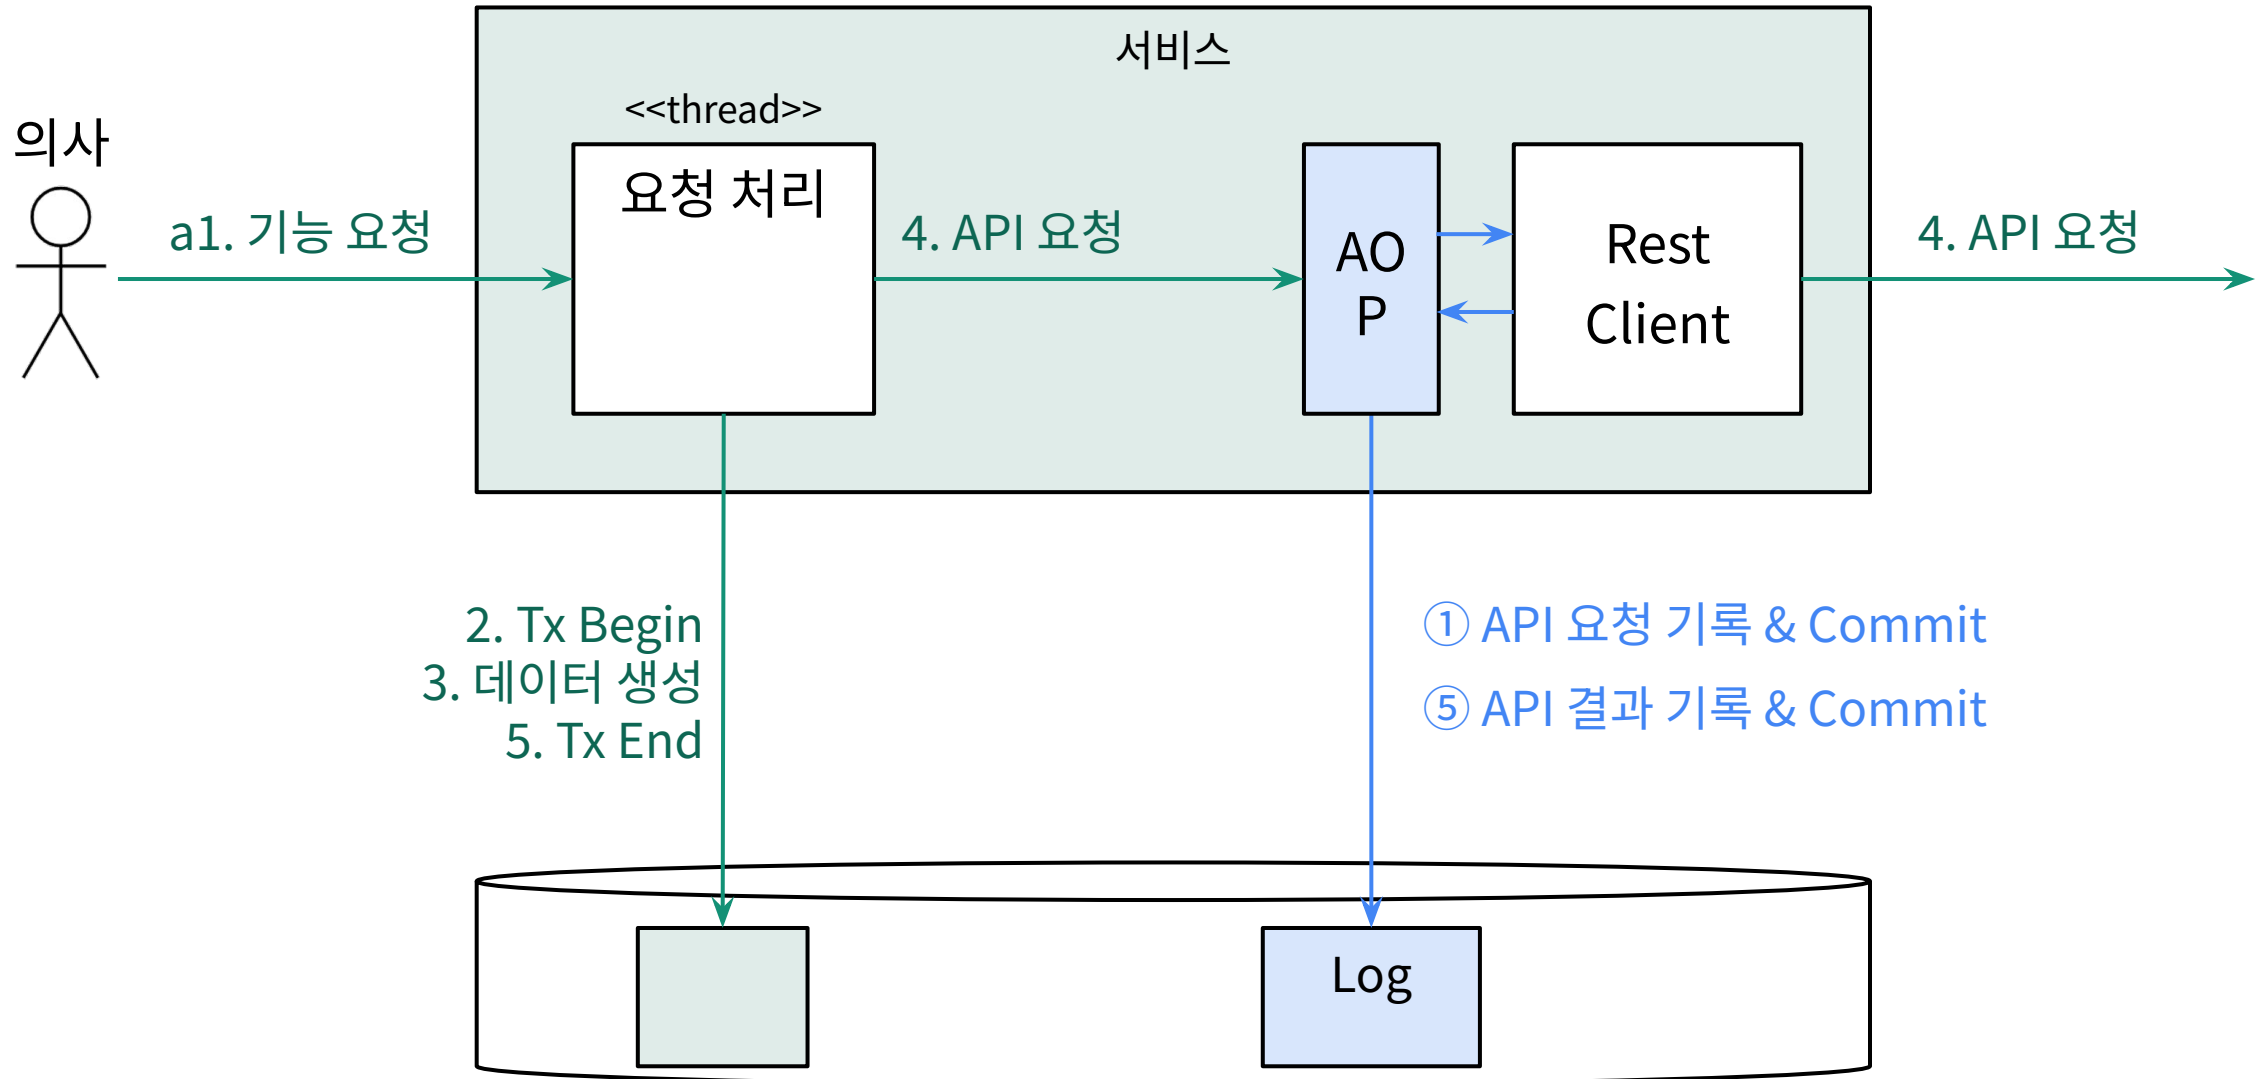 서비스
<<thread>>
의사
요청 처리
a1. 기능 요청
4. API 요청
AO
P
Rest
Client
4. API 요청
2. Tx Begin
3. 데이터 생성
5. Tx End
① API 요청 기록 & Commit
⑤ API 결과 기록 & Commit
Log